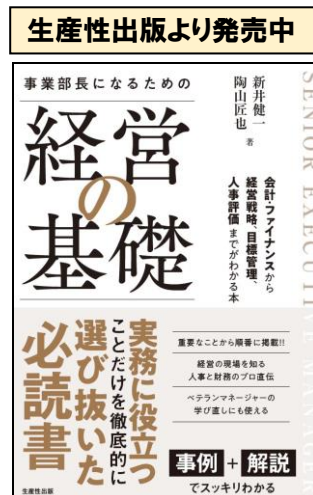 生産性出版より発売中
事業部長になるための
経営
の
基礎
新井健一
陶山匠也
著
会計・ファイナンスから
経営戦略、目標管理、
人事評価までがわかる本
SENIOR EXECUTIVE MANAGER
実務に役立つ
ことだけを徹底的に
選び抜いた
必読書
重要なことから順番に掲載!!
経営の現場を知る
人事と財務のプロ直伝
ベテランマネージャーの
学び直しにも使える
事例+解説
でスッキリわかる
生産性出版